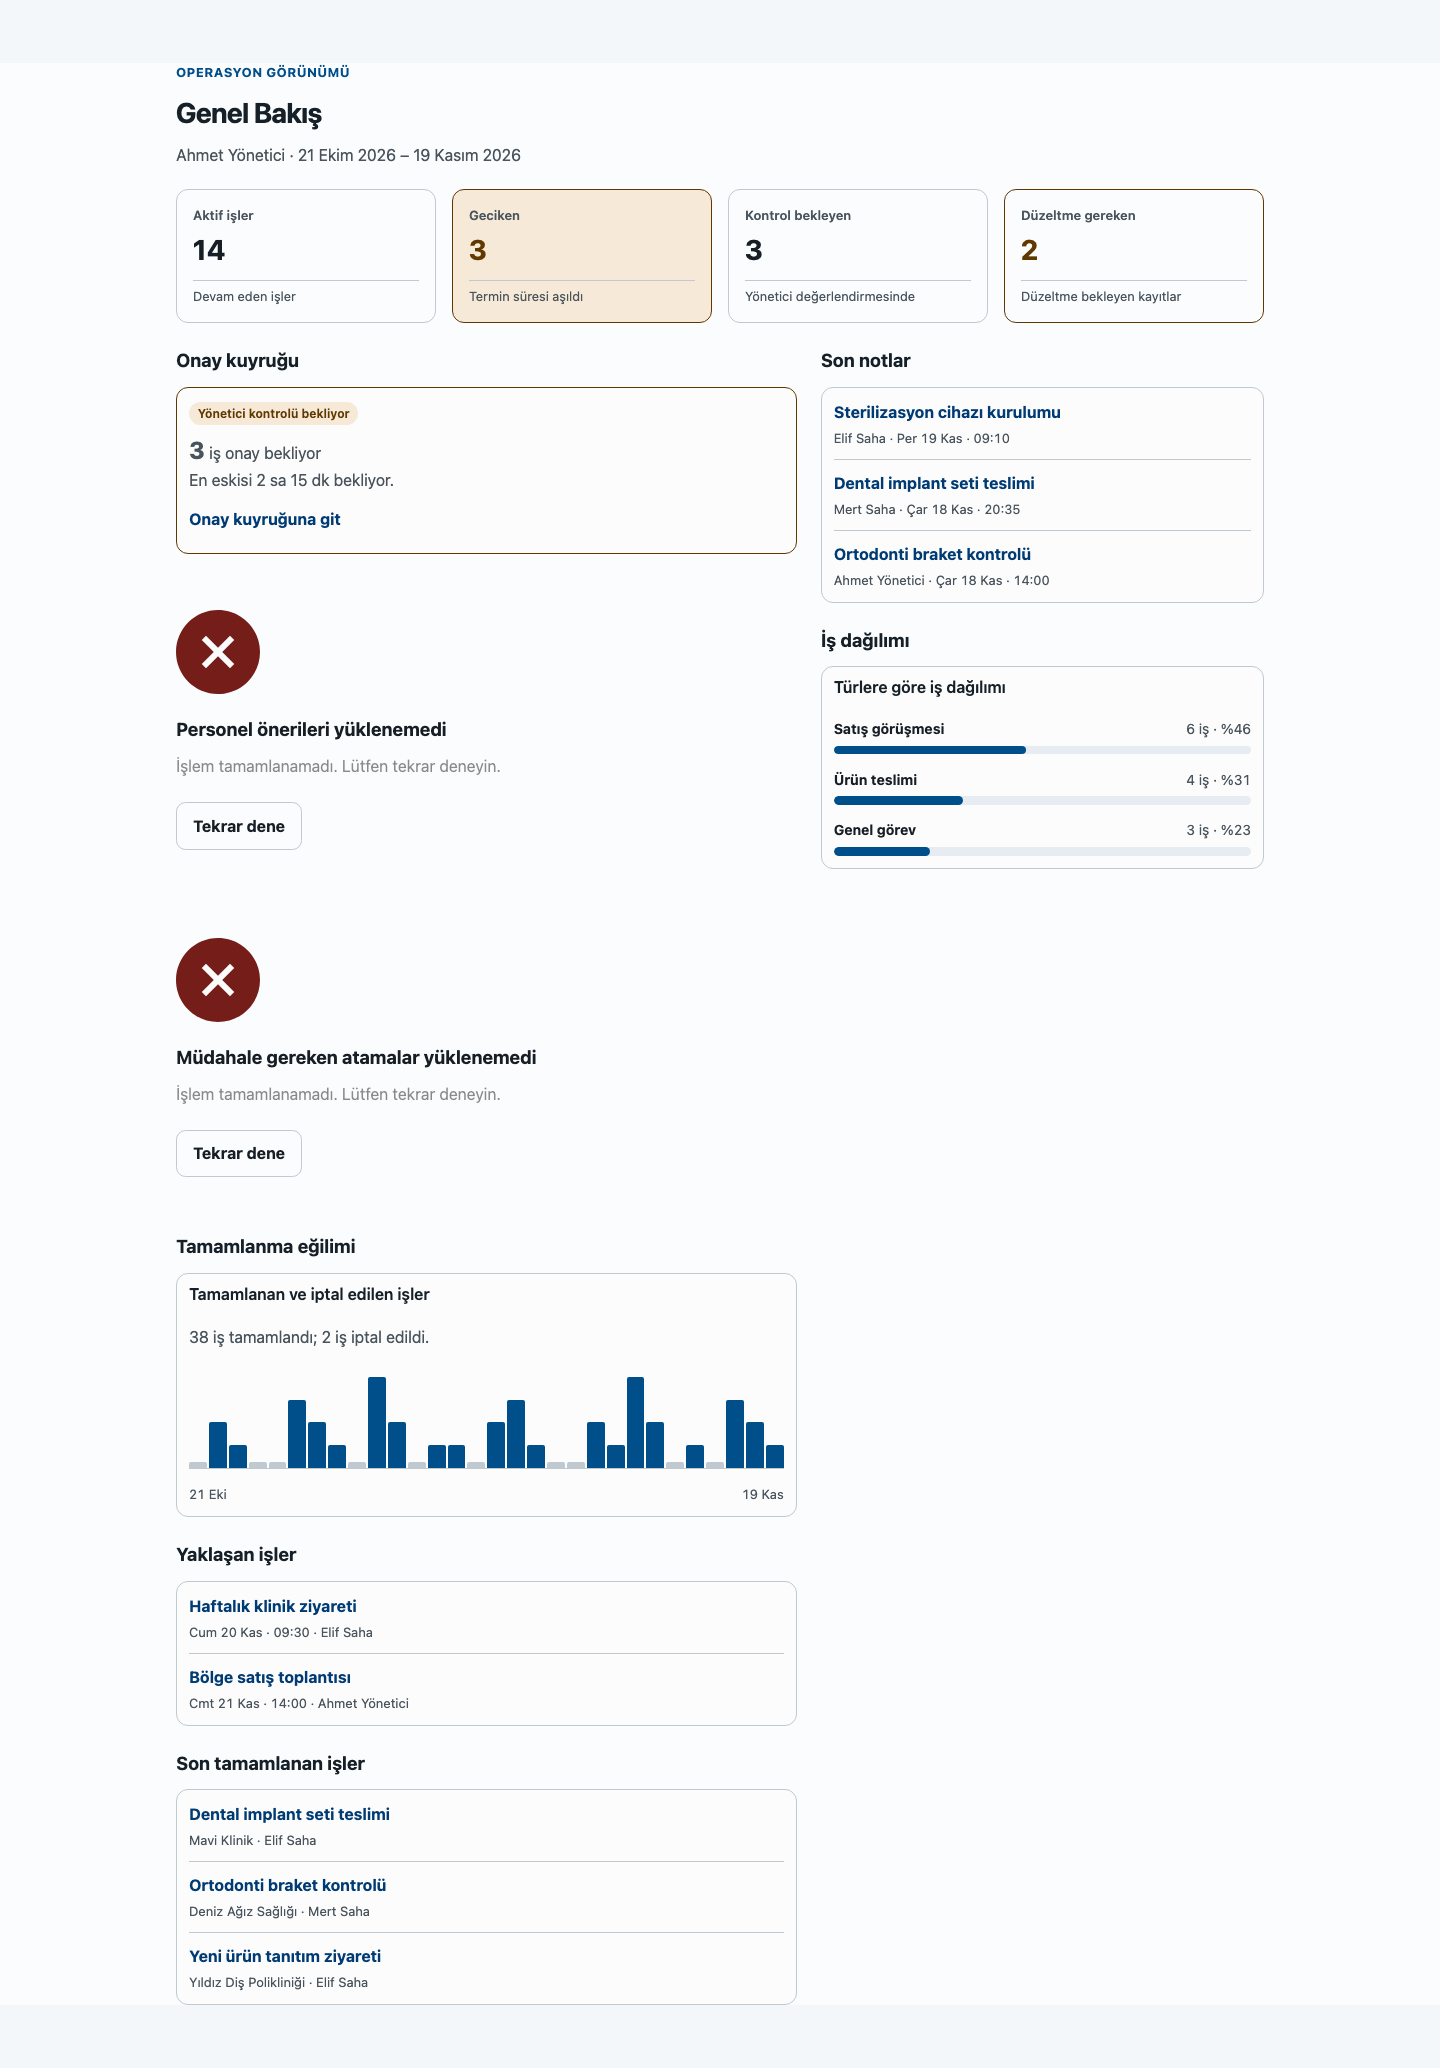 OPERASYON GÖRÜNÜMÜ
Genel Bakış
Ahmet Yönetici · 21 Ekim 2026 – 19 Kasım 2026
Aktif işler
14
Devam eden işler
Geciken
3
Termin süresi aşıldı
Kontrol bekleyen
3
Yönetici değerlendirmesinde
Düzeltme gereken
2
Düzeltme bekleyen kayıtlar
Onay kuyruğu
Yönetici kontrolü bekliyor
3 iş onay bekliyor
En eskisi 2 sa 15 dk bekliyor.
Onay kuyruğuna git
Personel önerileri yüklenemedi
İşlem tamamlanamadı. Lütfen tekrar deneyin.
Tekrar dene
Müdahale gereken atamalar yüklenemedi
İşlem tamamlanamadı. Lütfen tekrar deneyin.
Tekrar dene
Tamamlanma eğilimi
Tamamlanan ve iptal edilen işler
38 iş tamamlandı; 2 iş iptal edildi.
21 Eki
19 Kas
Yaklaşan işler
Haftalık klinik ziyareti
Cum 20 Kas · 09:30 · Elif Saha
Bölge satış toplantısı
Cmt 21 Kas · 14:00 · Ahmet Yönetici
Son tamamlanan işler
Dental implant seti teslimi
Mavi Klinik · Elif Saha
Ortodonti braket kontrolü
Deniz Ağız Sağlığı · Mert Saha
Yeni ürün tanıtım ziyareti
Yıldız Diş Polikliniği · Elif Saha
Son notlar
Sterilizasyon cihazı kurulumu
Elif Saha · Per 19 Kas · 09:10
Dental implant seti teslimi
Mert Saha · Çar 18 Kas · 20:35
Ortodonti braket kontrolü
Ahmet Yönetici · Çar 18 Kas · 14:00
İş dağılımı
Türlere göre iş dağılımı
Satış görüşmesi 6 iş · %46
Ürün teslimi 4 iş · %31
Genel görev 3 iş · %23